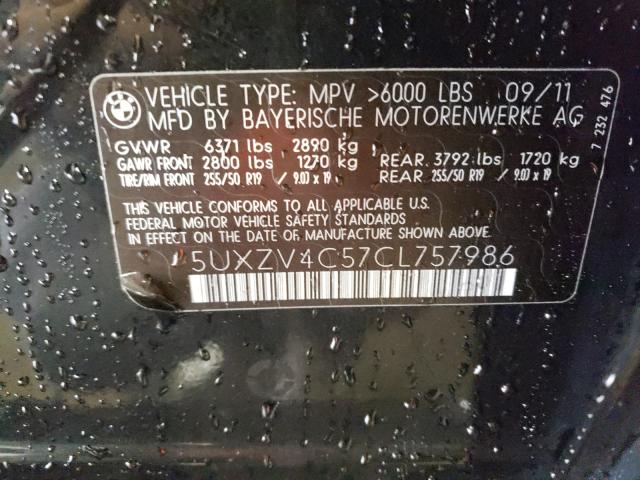 BMW
VEHICLE TYPE: MPV >6000 LBS 09/11
MFD BY BAYERISCHE MOTORENWERKE AG
GVWR 6371 lbs 2890 kg
GAWR FRONT 2800 lbs 1270 kg REAR 3792 lbs 1720 kg
TIRE/RIM FRONT 255/50 R19 / 9.0J x 19 REAR 255/50 R19 / 9.0J x 19
THIS VEHICLE CONFORMS TO ALL APPLICABLE U.S.
FEDERAL MOTOR VEHICLE SAFETY STANDARDS
IN EFFECT ON THE DATE OF MANUFACTURE SHOWN ABOVE.
5UXZV4C57CL757986
7 232 476